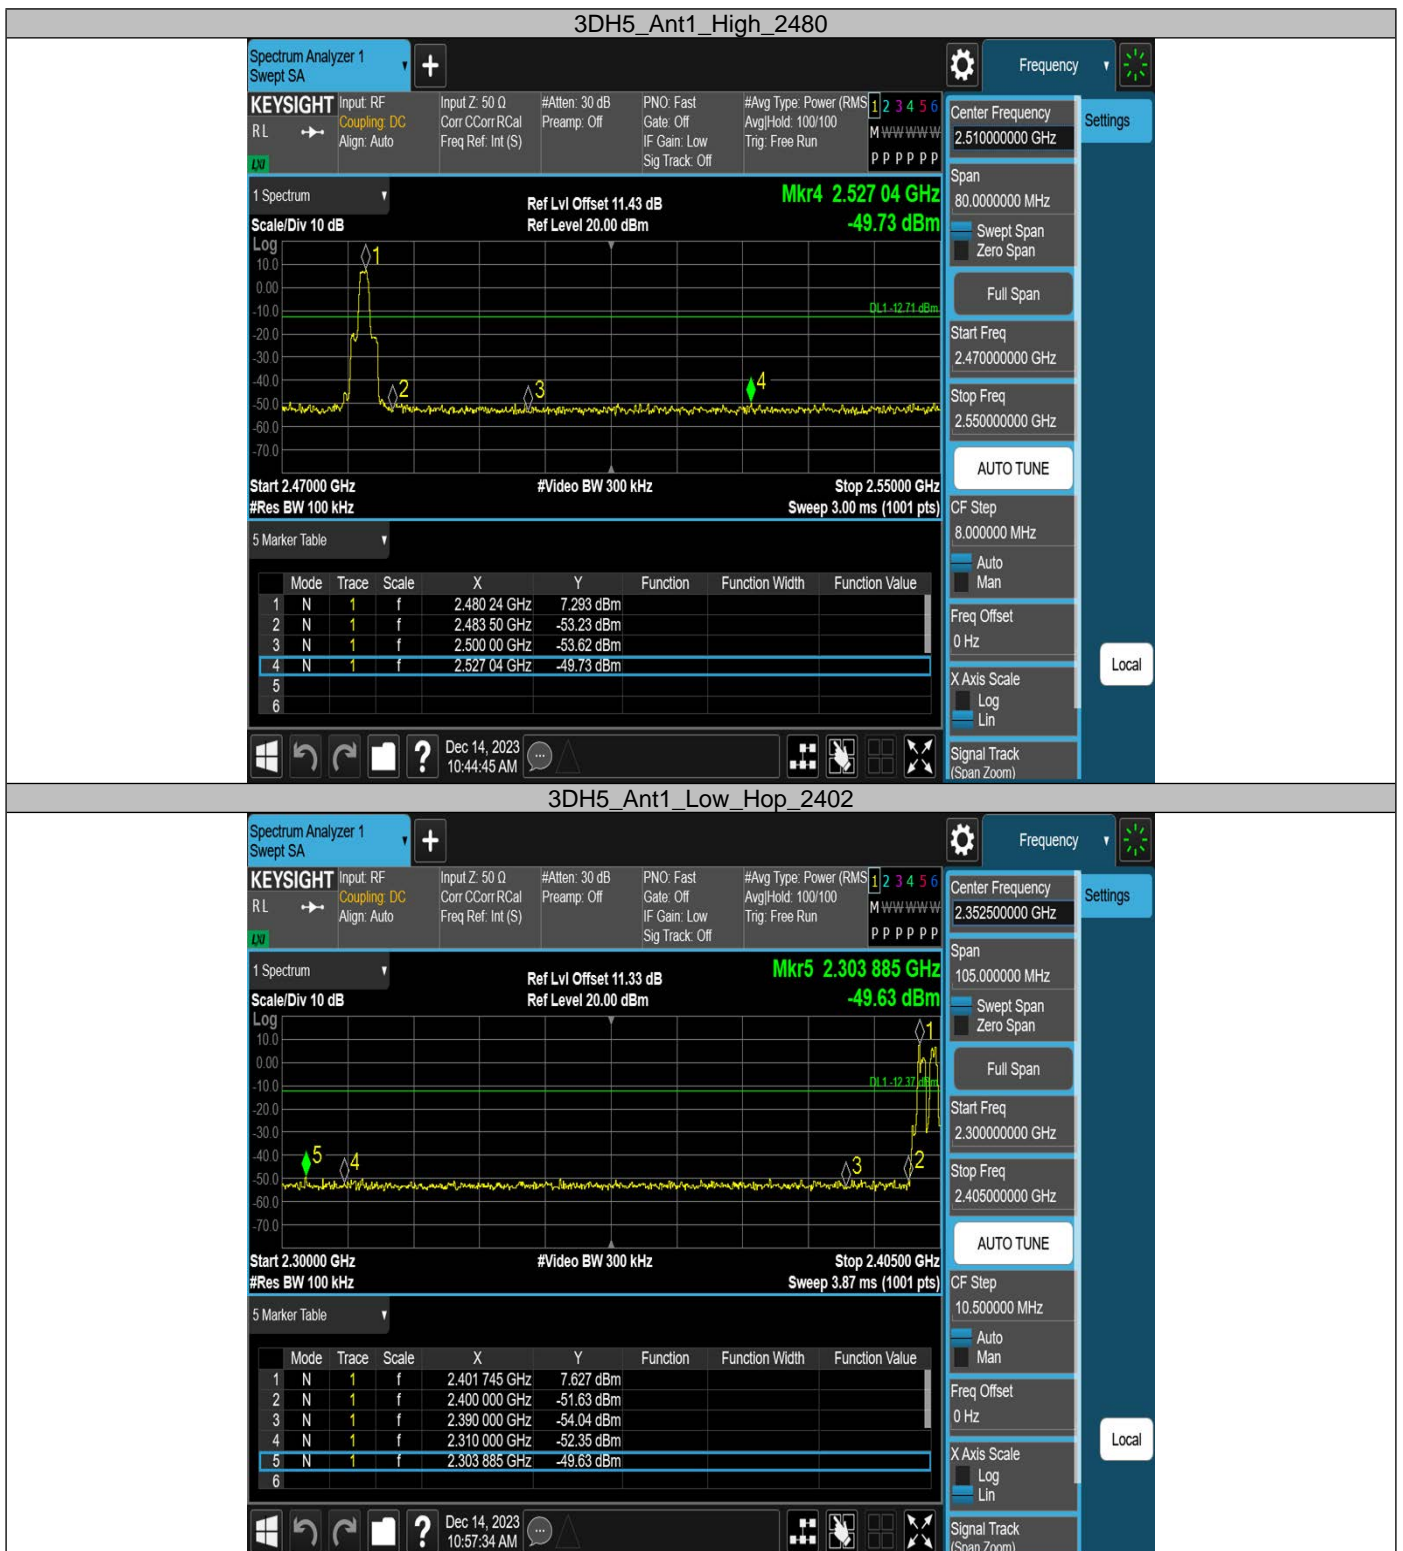 3DH5_Ant1_High_2480
Spectrum Analyzer 1
Swept SA
+
Frequency
KEYSIGHT
RL
LXI
Input: RF
Coupling: DC
Align: Auto
Input Z: 50 Ω
Corr CCorr RCal
Freq Ref: Int (S)
#Atten: 30 dB
Preamp: Off
PNO: Fast
Gate: Off
IF Gain: Low
Sig Track: Off
#Avg Type: Power (RMS
Avg|Hold: 100/100
Trig: Free Run
1 2 3 4 5 6
M W W W W W
P P P P P P
Center Frequency
2.510000000 GHz
Settings
1 Spectrum
Ref Lvl Offset 11.43 dB
Mkr4 2.527 04 GHz
Scale/Div 10 dB
Ref Level 20.00 dBm
-49.73 dBm
Span
80.0000000 MHz
Swept Span
Zero Span
Full Span
Log
10.0
0.00
-10.0
-20.0
-30.0
-40.0
-50.0
-60.0
-70.0
1
2
3
4
DL1 -12.71 dBm
Start Freq
2.470000000 GHz
Stop Freq
2.550000000 GHz
AUTO TUNE
Start 2.47000 GHz
#Video BW 300 kHz
Stop 2.55000 GHz
#Res BW 100 kHz
Sweep 3.00 ms (1001 pts)
CF Step
8.000000 MHz
Auto
Man
5 Marker Table
Mode Trace Scale X Y Function Function Width Function Value
1 N 1 f 2.480 24 GHz 7.293 dBm
2 N 1 f 2.483 50 GHz -53.23 dBm
3 N 1 f 2.500 00 GHz -53.62 dBm
4 N 1 f 2.527 04 GHz -49.73 dBm
5
6
Freq Offset
0 Hz
X Axis Scale
Log
Lin
Local
Signal Track
(Span Zoom)
?
Dec 14, 2023
10:44:45 AM
3DH5_Ant1_Low_Hop_2402
Spectrum Analyzer 1
Swept SA
+
Frequency
KEYSIGHT
RL
LXI
Input: RF
Coupling: DC
Align: Auto
Input Z: 50 Ω
Corr CCorr RCal
Freq Ref: Int (S)
#Atten: 30 dB
Preamp: Off
PNO: Fast
Gate: Off
IF Gain: Low
Sig Track: Off
#Avg Type: Power (RMS
Avg|Hold: 100/100
Trig: Free Run
1 2 3 4 5 6
M W W W W W
P P P P P P
Center Frequency
2.352500000 GHz
Settings
1 Spectrum
Ref Lvl Offset 11.33 dB
Mkr5 2.303 885 GHz
Scale/Div 10 dB
Ref Level 20.00 dBm
-49.63 dBm
Span
105.000000 MHz
Swept Span
Zero Span
Full Span
Log
10.0
0.00
-10.0
-20.0
-30.0
-40.0
-50.0
-60.0
-70.0
1
2
3
4
5
DL1 -12.37 dBm
Start Freq
2.300000000 GHz
Stop Freq
2.405000000 GHz
AUTO TUNE
Start 2.30000 GHz
#Video BW 300 kHz
Stop 2.40500 GHz
#Res BW 100 kHz
Sweep 3.87 ms (1001 pts)
CF Step
10.500000 MHz
Auto
Man
5 Marker Table
Mode Trace Scale X Y Function Function Width Function Value
1 N 1 f 2.401 745 GHz 7.627 dBm
2 N 1 f 2.400 000 GHz -51.63 dBm
3 N 1 f 2.390 000 GHz -54.04 dBm
4 N 1 f 2.310 000 GHz -52.35 dBm
5 N 1 f 2.303 885 GHz -49.63 dBm
6
Freq Offset
0 Hz
X Axis Scale
Log
Lin
Local
Signal Track
(Span Zoom)
?
Dec 14, 2023
10:57:34 AM